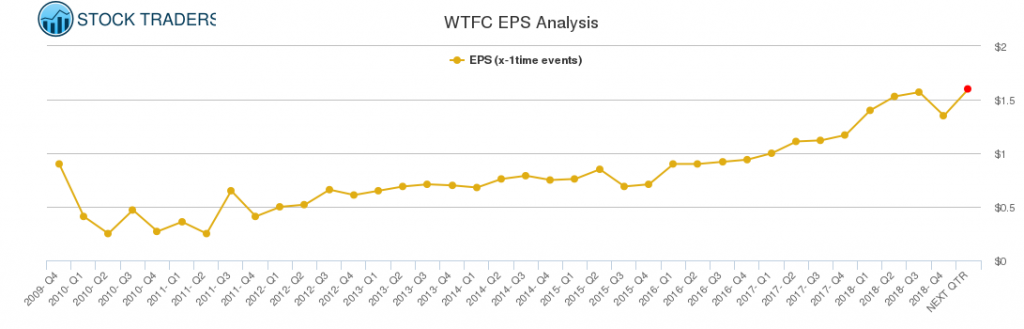 STOCK TRADERS
WTFC EPS Analysis
EPS (x-1time events)
$2
$1.5
$1
$0.5
$0
2009- Q4
2010- Q1
2010- Q2
2010- Q3
2010- Q4
2011- Q1
2011- Q2
2011- Q3
2011- Q4
2012- Q1
2012- Q2
2012- Q3
2012- Q4
2013- Q1
2013- Q2
2013- Q3
2013- Q4
2014- Q1
2014- Q2
2014- Q3
2014- Q4
2015- Q1
2015- Q2
2015- Q3
2015- Q4
2016- Q1
2016- Q2
2016- Q3
2016- Q4
2017- Q1
2017- Q2
2017- Q3
2017- Q4
2018- Q1
2018- Q2
2018- Q3
2018- Q4
NEXT QTR